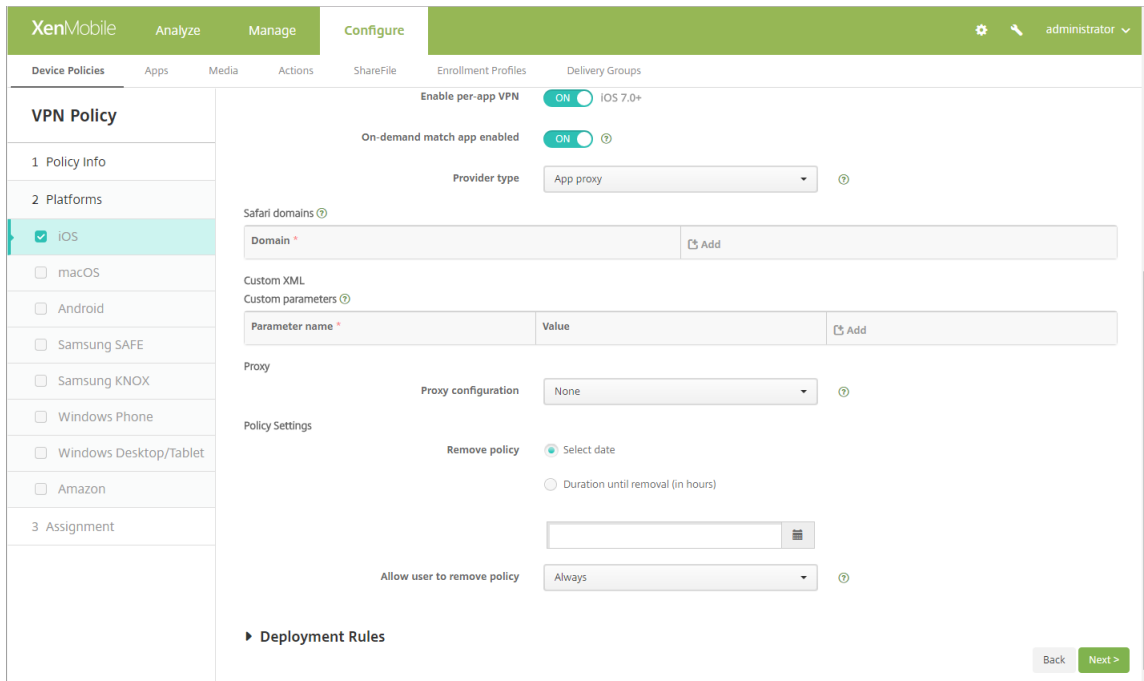 XenMobile Analyze Manage Configure administrator
Device Policies Apps Media Actions ShareFile Enrollment Profiles Delivery Groups
VPN Policy
1 Policy Info
2 Platforms
iOS
macOS
Android
Samsung SAFE
Samsung KNOX
Windows Phone
Windows Desktop/Tablet
Amazon
3 Assignment
Enable per-app VPN ON iOS 7.0+
On-demand match app enabled ON ?
Provider type App proxy ?
Safari domains ?
Domain * Add
Custom XML
Custom parameters ?
Parameter name * Value Add
Proxy
Proxy configuration None ?
Policy Settings
Remove policy Select date
Duration until removal (in hours)
Allow user to remove policy Always ?
Deployment Rules
Back Next >